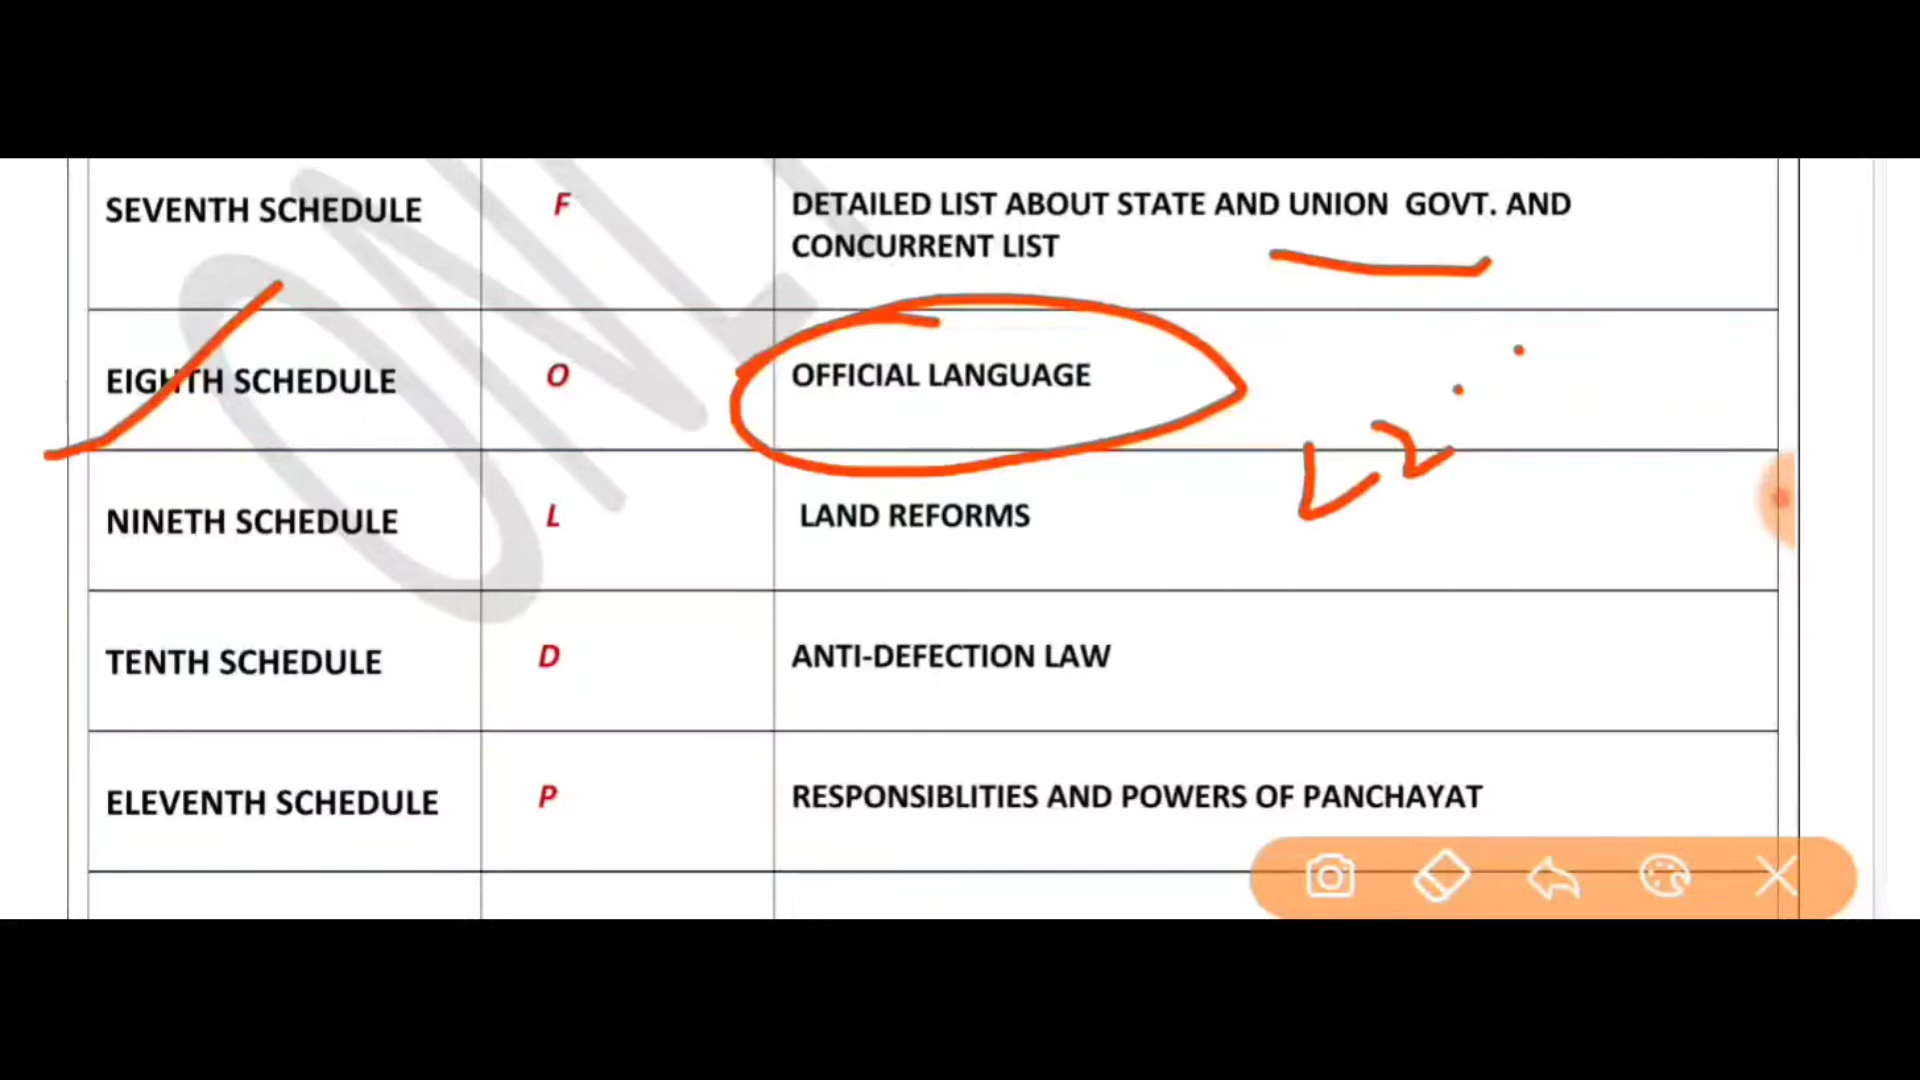 SEVENTH SCHEDULE F DETAILED LIST ABOUT STATE AND UNION GOVT. AND
CONCURRENT LIST
EIGHTH SCHEDULE O OFFICIAL LANGUAGE
NINETH SCHEDULE L LAND REFORMS
TENTH SCHEDULE D ANTI-DEFECTION LAW
ELEVENTH SCHEDULE P RESPONSIBLITIES AND POWERS OF PANCHAYAT